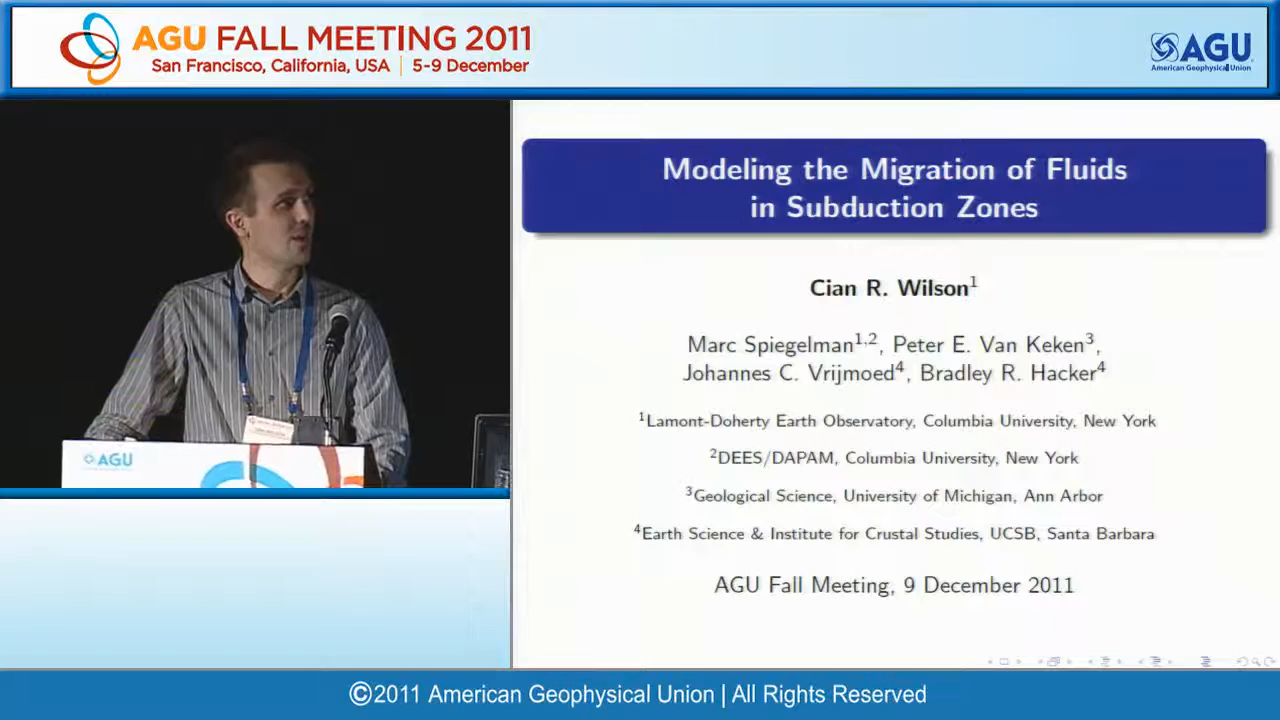 AGU FALL MEETING 2011
San Francisco, California, USA | 5-9 December
AGU
American Geophysical Union
AGU
Modeling the Migration of Fluids
in Subduction Zones
Cian R. Wilson¹
Marc Spiegelman¹,², Peter E. Van Keken³,
Johannes C. Vrijmoed⁴, Bradley R. Hacker⁴
¹Lamont-Doherty Earth Observatory, Columbia University, New York
²DEES/DAPAM, Columbia University, New York
³Geological Science, University of Michigan, Ann Arbor
⁴Earth Science & Institute for Crustal Studies, UCSB, Santa Barbara
AGU Fall Meeting, 9 December 2011
©2011 American Geophysical Union | All Rights Reserved